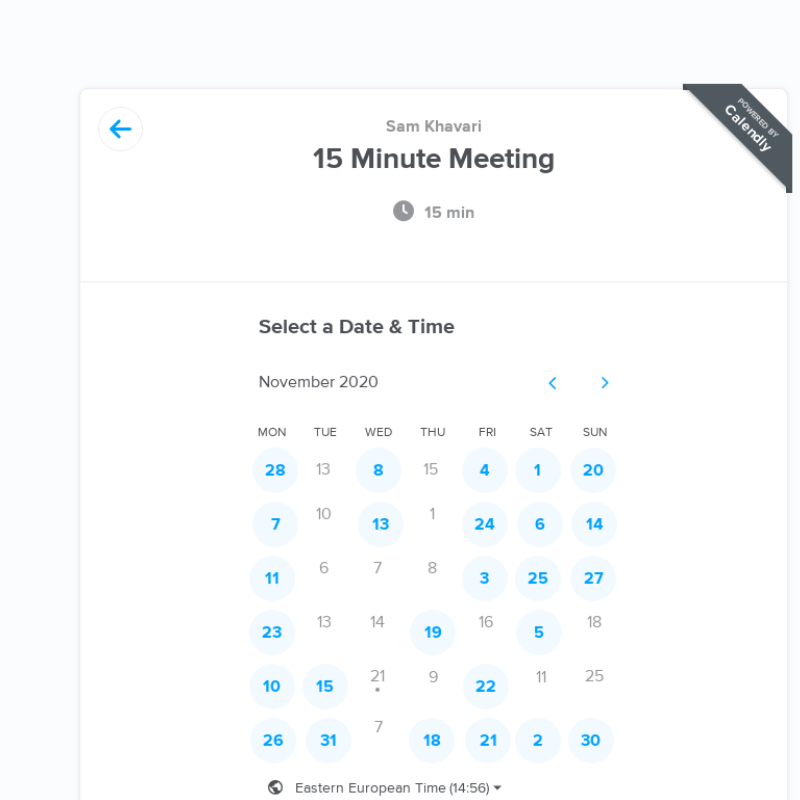 POWERED BY
Calendly
Sam Khavari
15 Minute Meeting
15 min
Select a Date & Time
November 2020
MON TUE WED THU FRI SAT SUN
28 13 8 15 4 1 20
7 10 13 1 24 6 14
11 6 7 8 3 25 27
23 13 14 19 16 5 18
10 15 21 9 22 11 25
26 31 7 18 21 2 30
Eastern European Time (14:56)